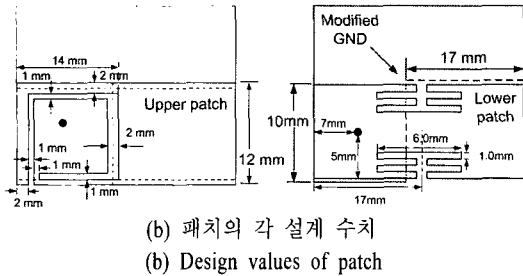 14 mm
1 mm
2 mm
Upper patch
2 mm
1 mm
1 mm
1 mm
2 mm
12 mm
Modified
GND
17 mm
10mm
7mm
5mm
Lower
patch
6.0mm
1.0mm
17mm
(b) 패치의 각 설계 수치
(b) Design values of patch